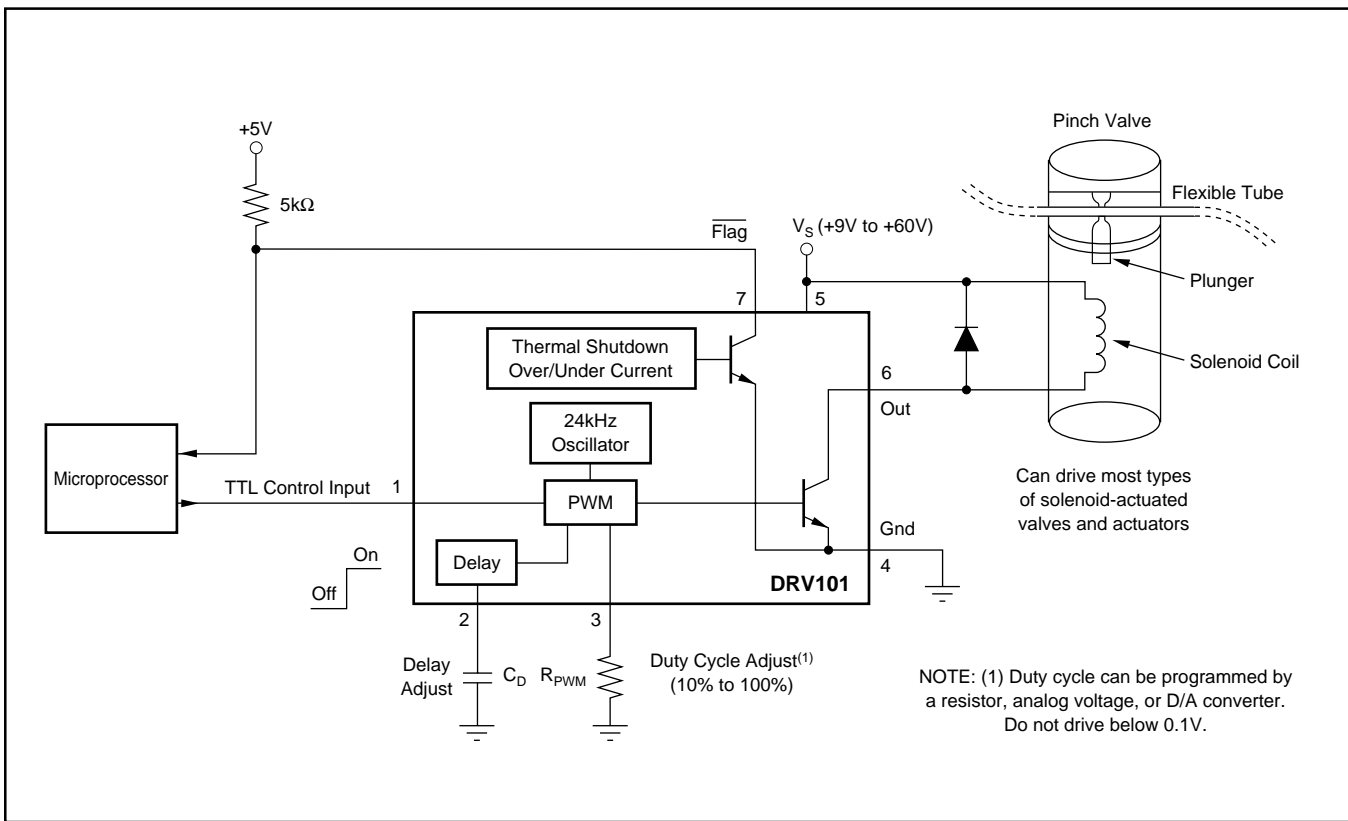 Pinch Valve
+5V
Flexible Tube
5kΩ
Flag
V_S (+9V to +60V)
Plunger
7
5
Thermal Shutdown
Over/Under Current
Solenoid Coil
6
Out
24kHz
Oscillator
Microprocessor
TTL Control Input
1
PWM
Can drive most types
of solenoid-actuated
valves and actuators
Gnd
4
Delay
On
Off
DRV101
2
3
Delay
Adjust
C_D
R_PWM
Duty Cycle Adjust(1)
(10% to 100%)
NOTE: (1) Duty cycle can be programmed by
a resistor, analog voltage, or D/A converter.
Do not drive below 0.1V.